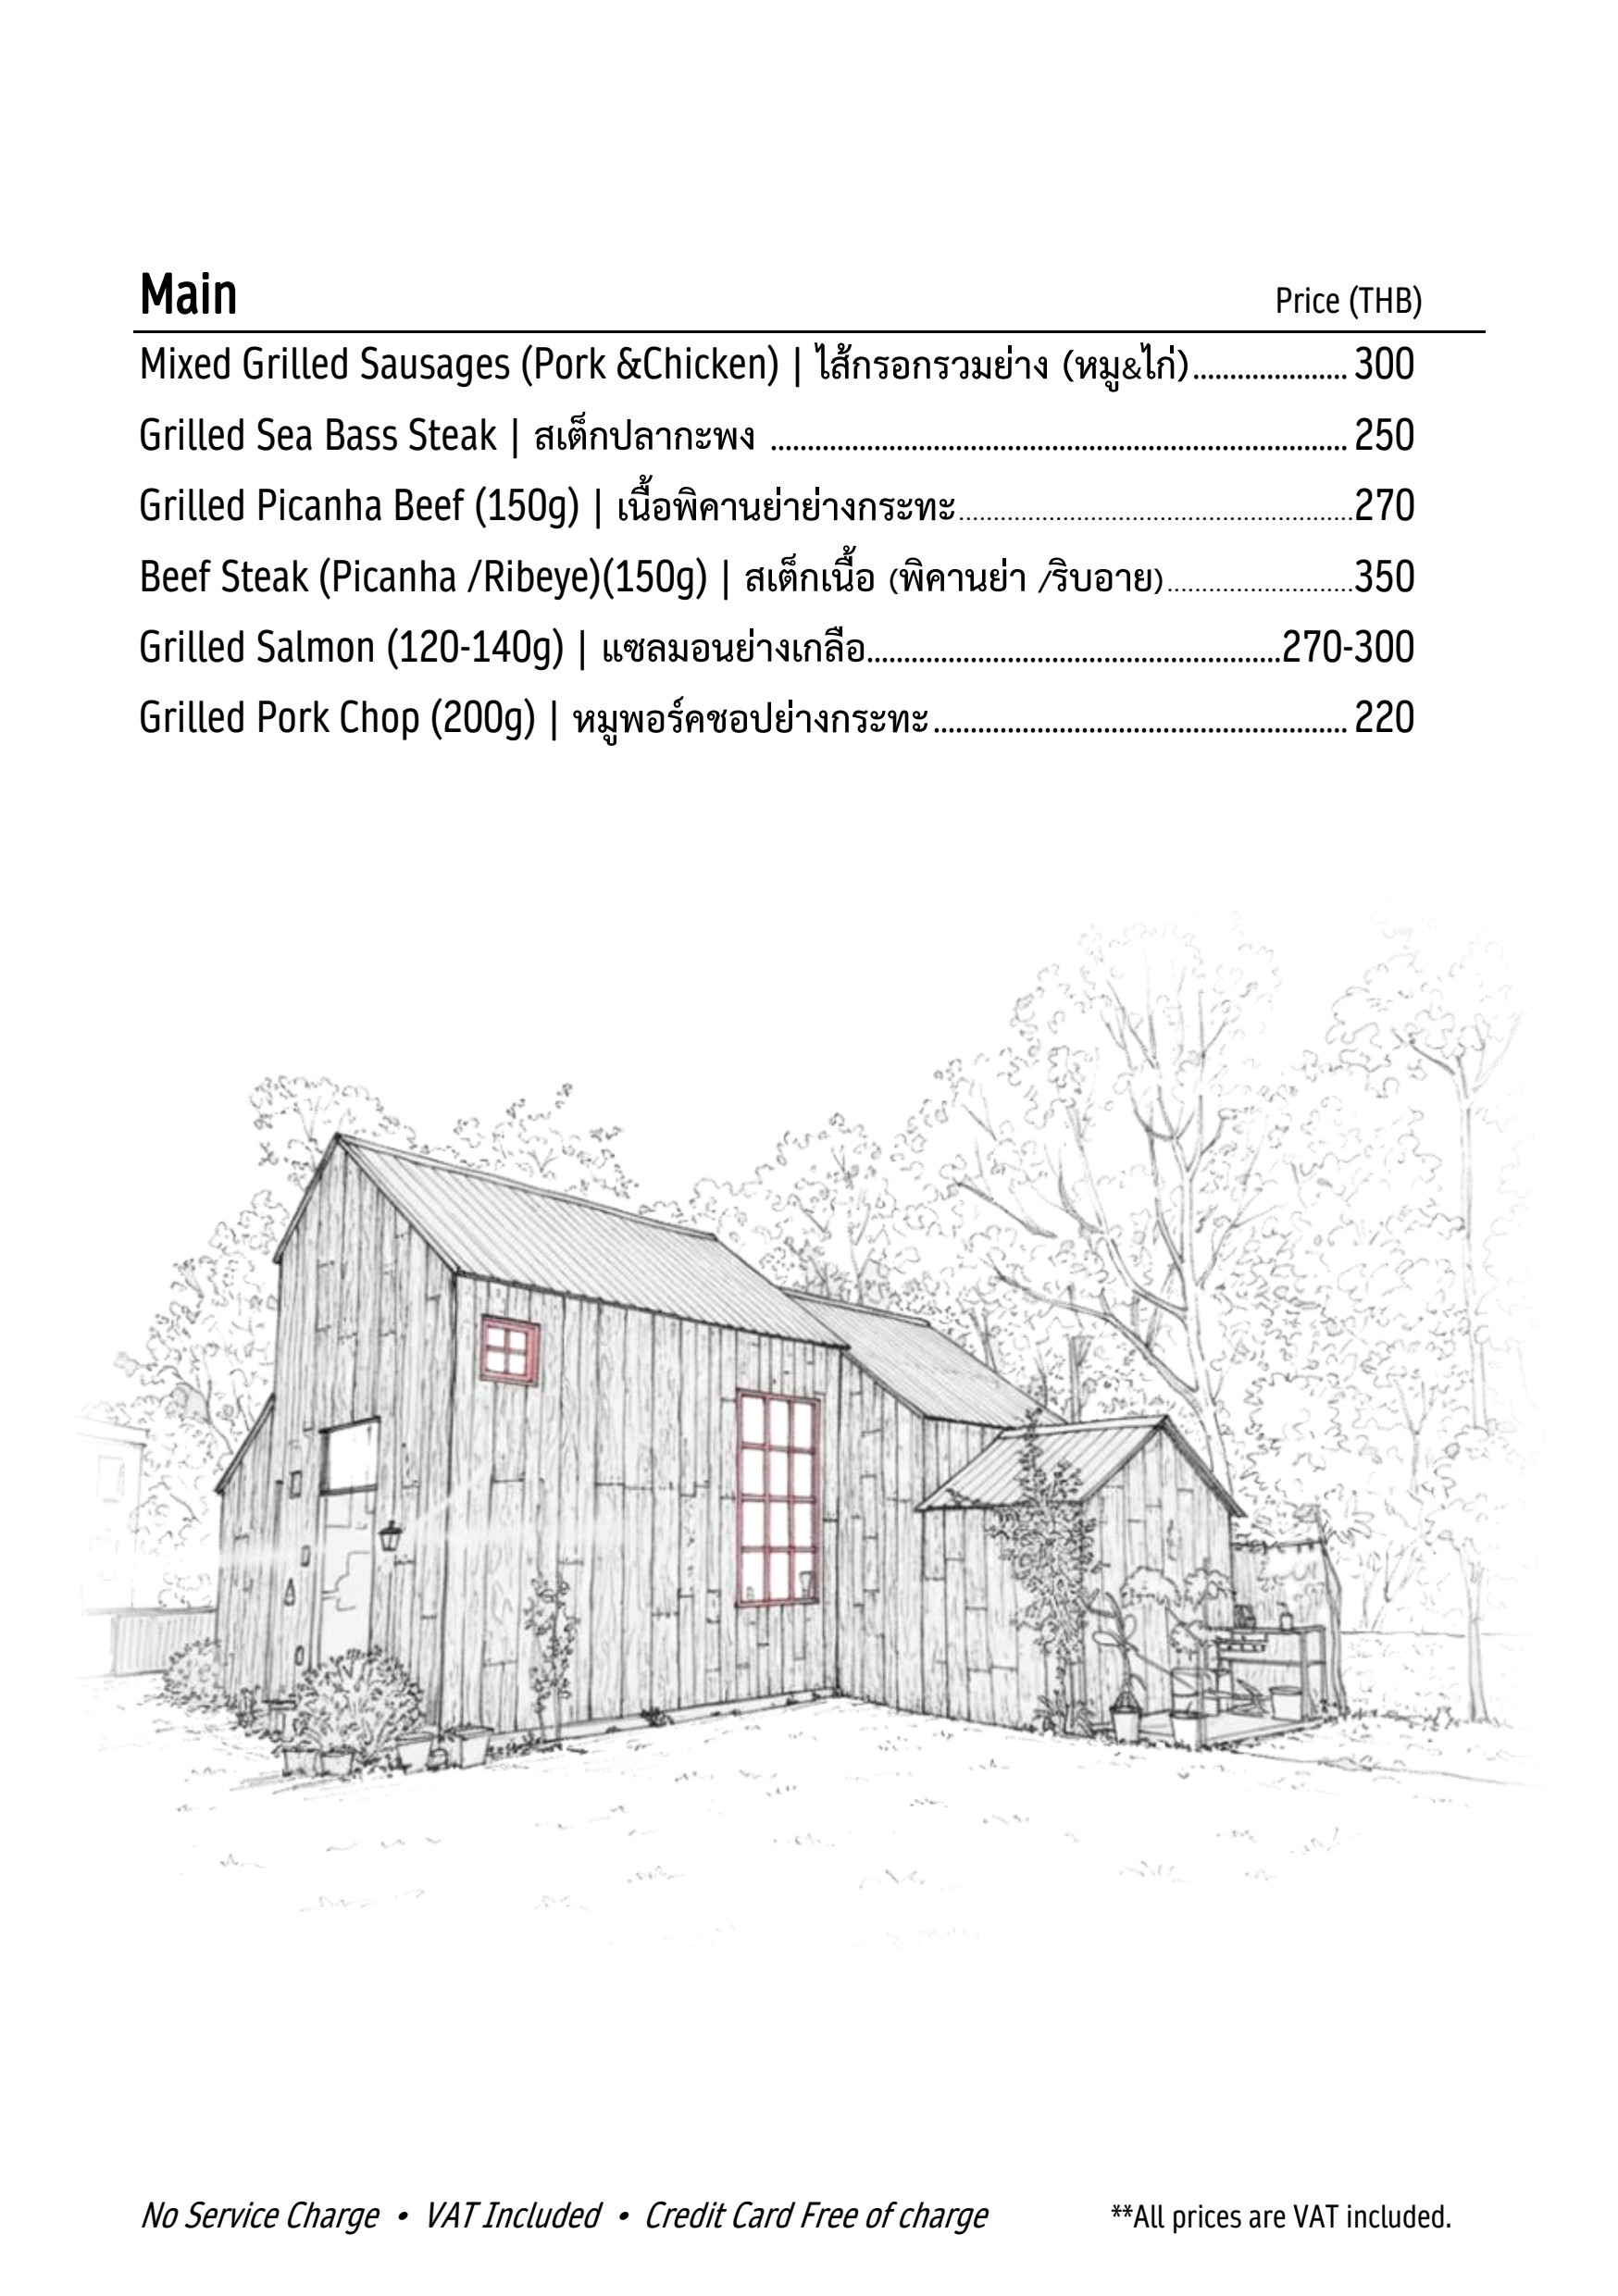 Main
Price (THB)
Mixed Grilled Sausages (Pork &Chicken) | ไส้กรอกรวมย่าง (หมู&ไก่)..................... 300
Grilled Sea Bass Steak | สเต็กปลากะพง ............................................................................... 250
Grilled Picanha Beef (150g) | เนื้อพิคานย่าย่างกระทะ........................................................270
Beef Steak (Picanha /Ribeye)(150g) | สเต็กเนื้อ (พิคานย่า /ริบอาย)..........................350
Grilled Salmon (120-140g) | แซลมอนย่างเกลือ.........................................................270-300
Grilled Pork Chop (200g) | หมูพอร์คชอปย่างกระทะ......................................................... 220
No Service Charge • VAT Included • Credit Card Free of charge
**All prices are VAT included.